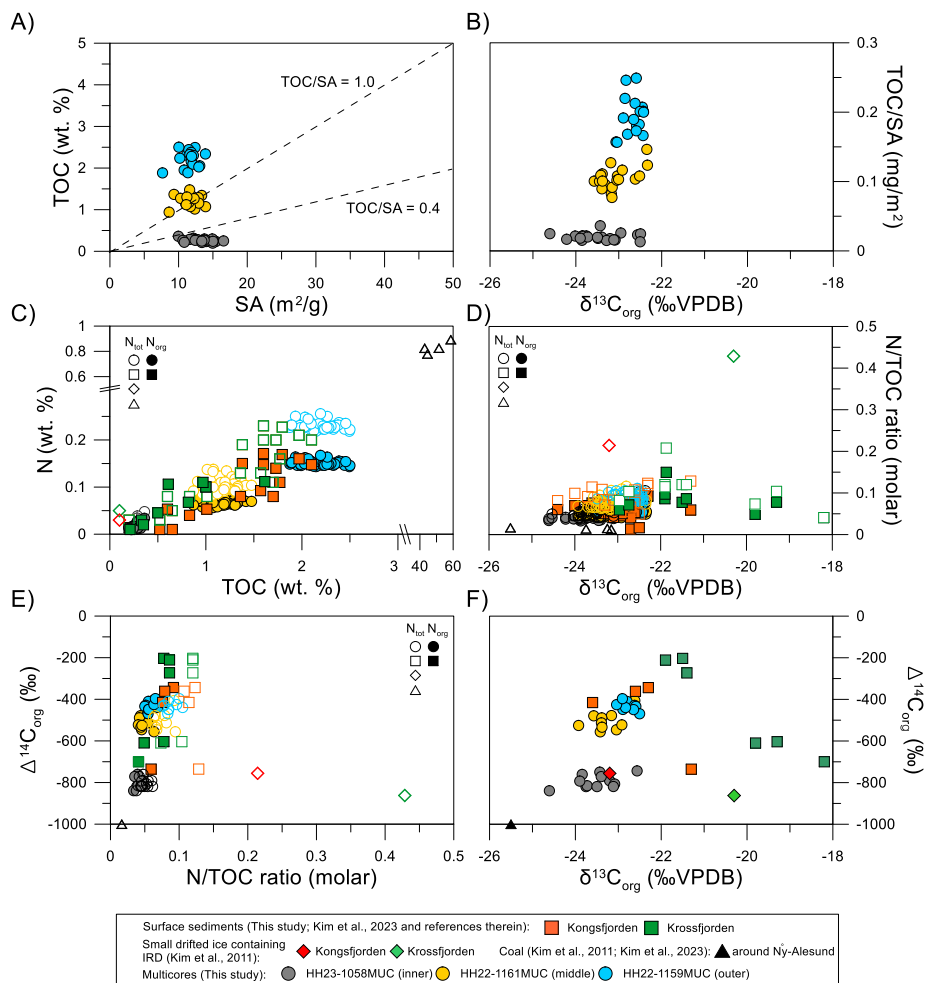 A)
5
4
3
2
1
0
TOC (wt. %)
TOC/SA = 1.0
TOC/SA = 0.4
0 10 20 30 40 50
SA (m²/g)
B)
0.3
0.2
0.1
0
TOC/SA (mg/m²)
-26 -24 -22 -20 -18
δ¹³Corg (‰VPDB)
C)
Ntot Norg
1
0.8
0.6
0.2
0.1
0
N (wt. %)
0 1 2 3 40 60
TOC (wt. %)
D)
Ntot Norg
0.5
0.4
0.3
0.2
0.1
0
N/TOC ratio (molar)
-26 -24 -22 -20 -18
δ¹³Corg (‰VPDB)
E)
Ntot Norg
0
-200
-400
-600
-800
-1000
Δ¹⁴Corg (‰)
0 0.1 0.2 0.3 0.4 0.5
N/TOC ratio (molar)
F)
0
-200
-400
-600
-800
-1000
Δ¹⁴Corg (‰)
-26 -24 -22 -20 -18
δ¹³Corg (‰VPDB)
Surface sediments (This study; Kim et al., 2023 and references therein): Kongsfjorden Krossfjorden
Small drifted ice containing
IRD (Kim et al., 2011): Kongsfjorden Krossfjorden Coal (Kim et al., 2011; Kim et al., 2023): around Nẙ-Alesund
Multicores (This study): HH23-1058MUC (inner) HH22-1161MUC (middle) HH22-1159MUC (outer)